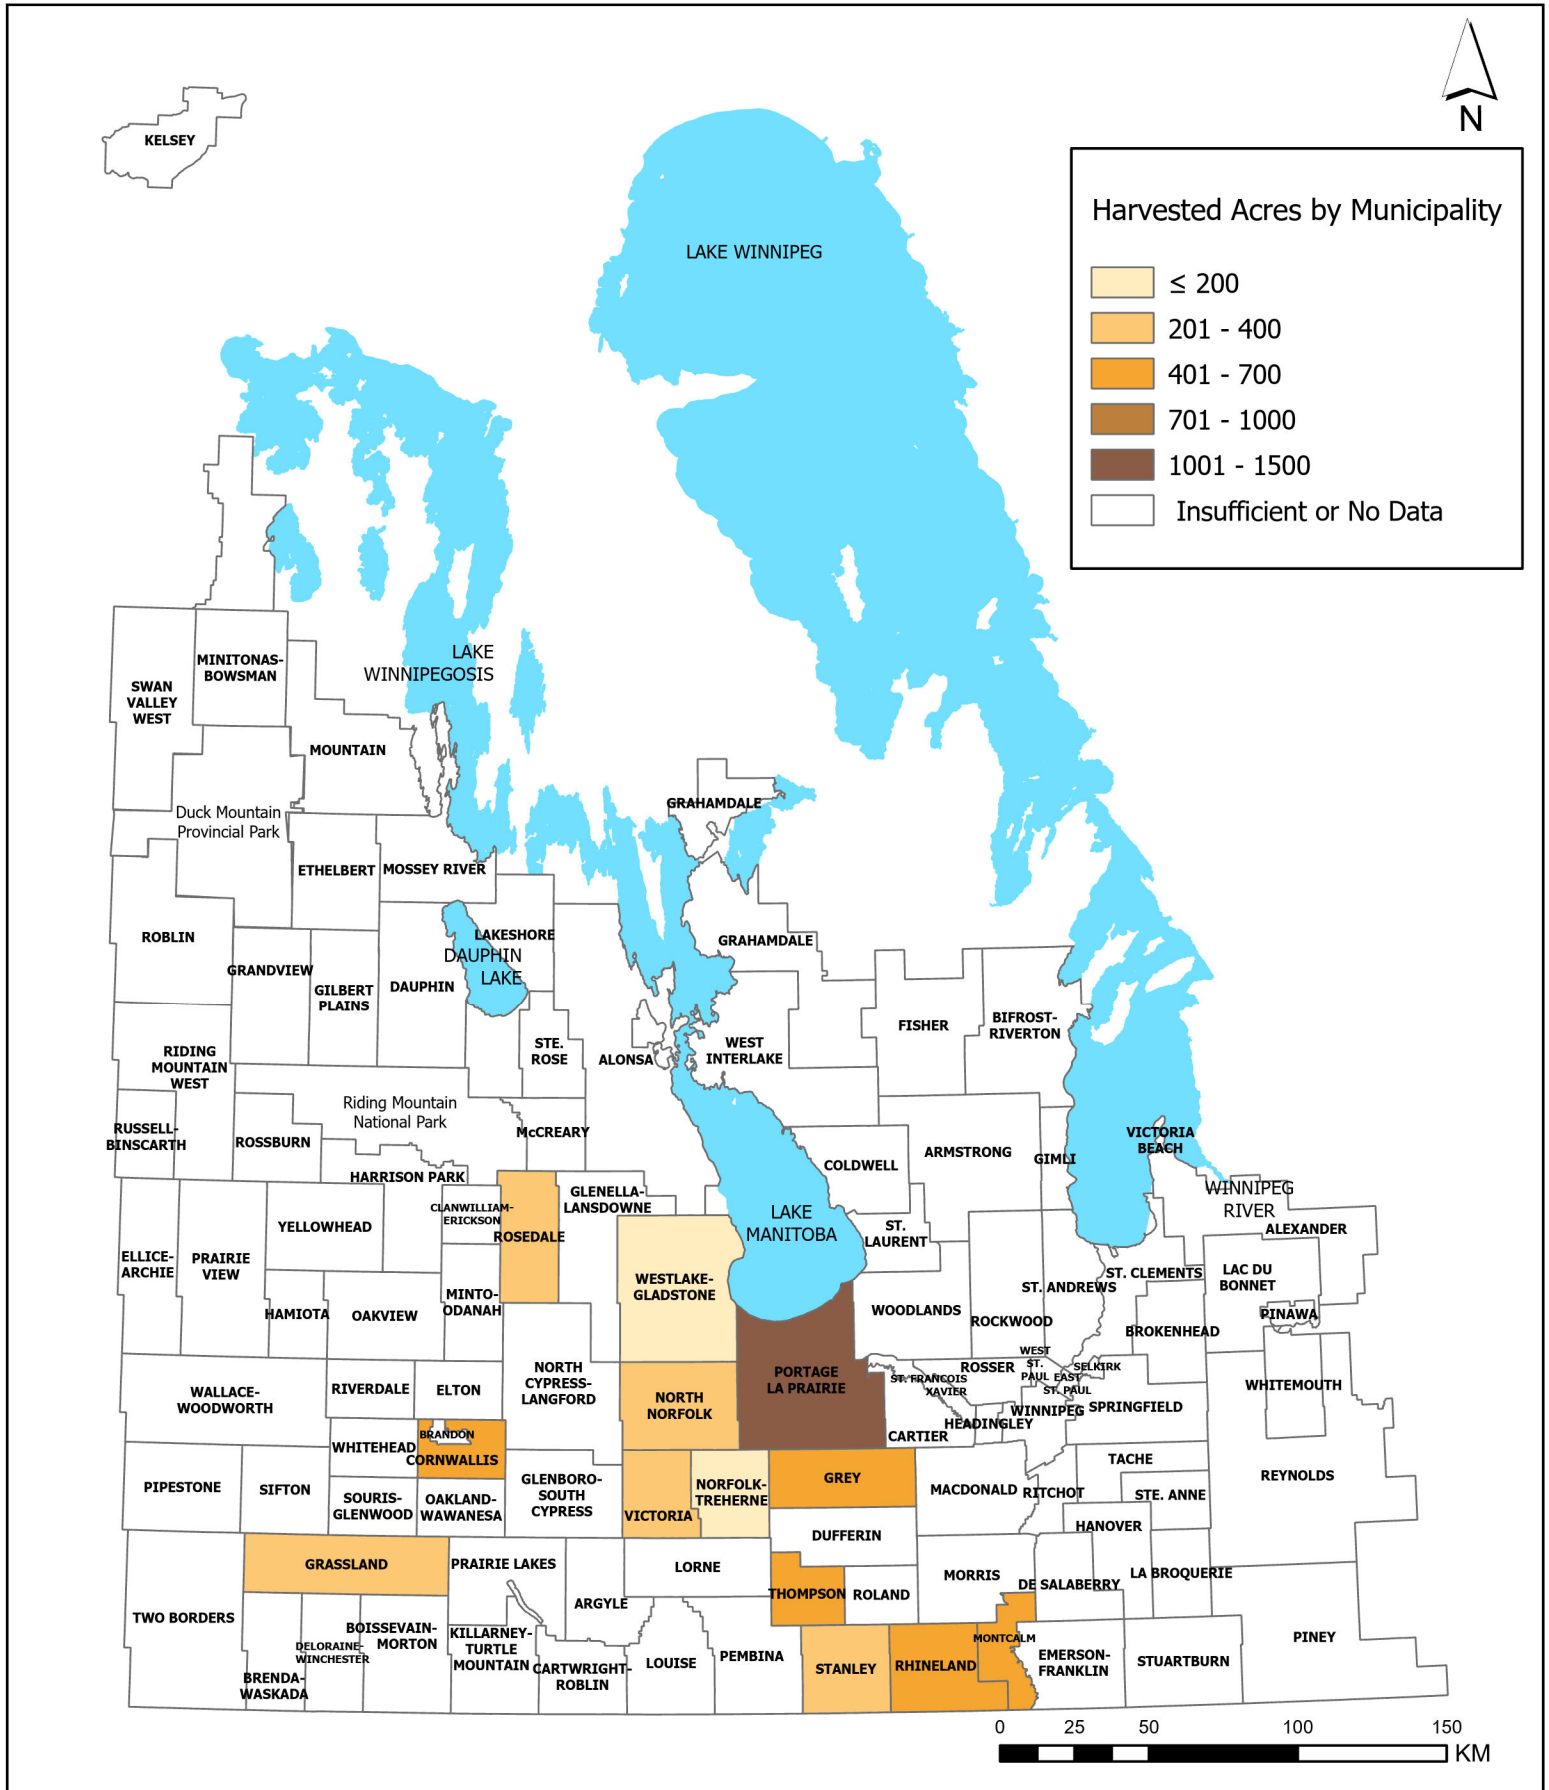 N
KELSEY
Harvested Acres by Municipality
≤ 200
201 - 400
401 - 700
701 - 1000
1001 - 1500
Insufficient or No Data
LAKE WINNIPEG
LAKE
WINNIPEGOSIS
MINITONAS-
BOWSMAN
SWAN
VALLEY
WEST
MOUNTAIN
Duck Mountain
Provincial Park
GRAHAMDALE
ETHELBERT
MOSSEY RIVER
ROBLIN
LAKESHORE
DAUPHIN
LAKE
GRAHAMDALE
GRANDVIEW
GILBERT
PLAINS
DAUPHIN
FISHER
BIFROST-
RIVERTON
STE.
ROSE
ALONSA
WEST
INTERLAKE
RIDING
MOUNTAIN
WEST
Riding Mountain
National Park
RUSSELL-
BINSCARTH
ROSSBURN
McCREARY
VICTORIA
BEACH
ARMSTRONG
GIMLI
COLDWELL
HARRISON PARK
GLENELLA-
LANSDOWNE
WINNIPEG
RIVER
ALEXANDER
CLANWILLIAM-
ERICKSON
YELLOWHEAD
ROSEDALE
LAKE
MANITOBA
ST.
LAURENT
ELLICE-
ARCHIE
PRAIRIE
VIEW
WESTLAKE-
GLADSTONE
ST. ANDREWS
ST. CLEMENTS
LAC DU
BONNET
HAMIOTA
OAKVIEW
MINTO-
ODANAH
WOODLANDS
ROCKWOOD
PINAWA
BROKENHEAD
NORTH
CYPRESS-
LANGFORD
PORTAGE
LA PRAIRIE
ROSSER
WEST
ST.
PAUL
EAST
ST. PAUL
SELKIRK
ST. FRANCOIS
XAVIER
WALLACE-
WOODWORTH
RIVERDALE
ELTON
NORTH
NORFOLK
WHITEMOUTH
HEADINGLEY
WINNIPEG
SPRINGFIELD
CARTIER
BRANDON
WHITEHEAD
CORNWALLIS
TACHE
PIPESTONE
SIFTON
SOURIS-
GLENWOOD
OAKLAND-
WAWANESA
GLENBORO-
SOUTH
CYPRESS
VICTORIA
NORFOLK-
TREHERNE
GREY
MACDONALD
RITCHOT
STE. ANNE
REYNOLDS
HANOVER
DUFFERIN
GRASSLAND
PRAIRIE LAKES
LORNE
MORRIS
DE SALABERRY
LA BROQUERIE
TWO BORDERS
ARGYLE
THOMPSON
ROLAND
BRENDA-
WASKADA
DELORAINE-
WINCHESTER
BOISSEVAIN-
MORTON
KILLARNEY-
TURTLE
MOUNTAIN
CARTWRIGHT-
ROBLIN
LOUISE
PEMBINA
STANLEY
RHINELAND
MONTCALM
EMERSON-
FRANKLIN
STUARTBURN
PINEY
0 25 50 100 150
KM